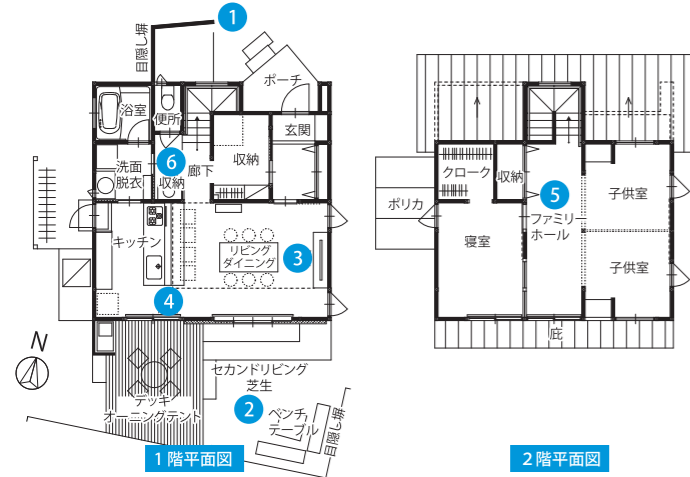 1
目隠し塀
ポーチ
浴室
便所
玄関
洗面
脱衣
6
収納
廊下
収納
キッチン
リビング
ダイニング
3
4
N
セカンドリビング
芝生
デッキ
オーニングテント
2
ベンチ
テーブル
目隠し塀
1階平面図
クローク
収納
子供室
5
ファミリー
ホール
ポリカ
寝室
子供室
庇
2階平面図